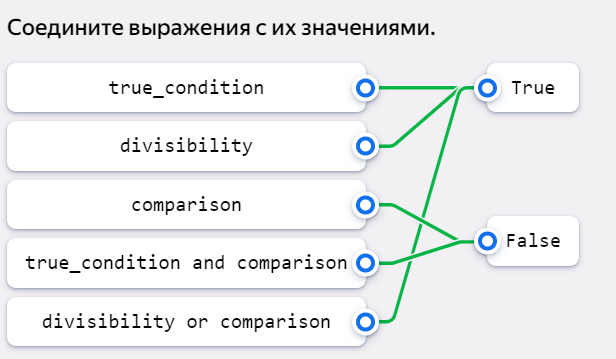 Соедините выражения с их значениями.
true_condition
True
divisibility
comparison
False
true_condition and comparison
divisibility or comparison